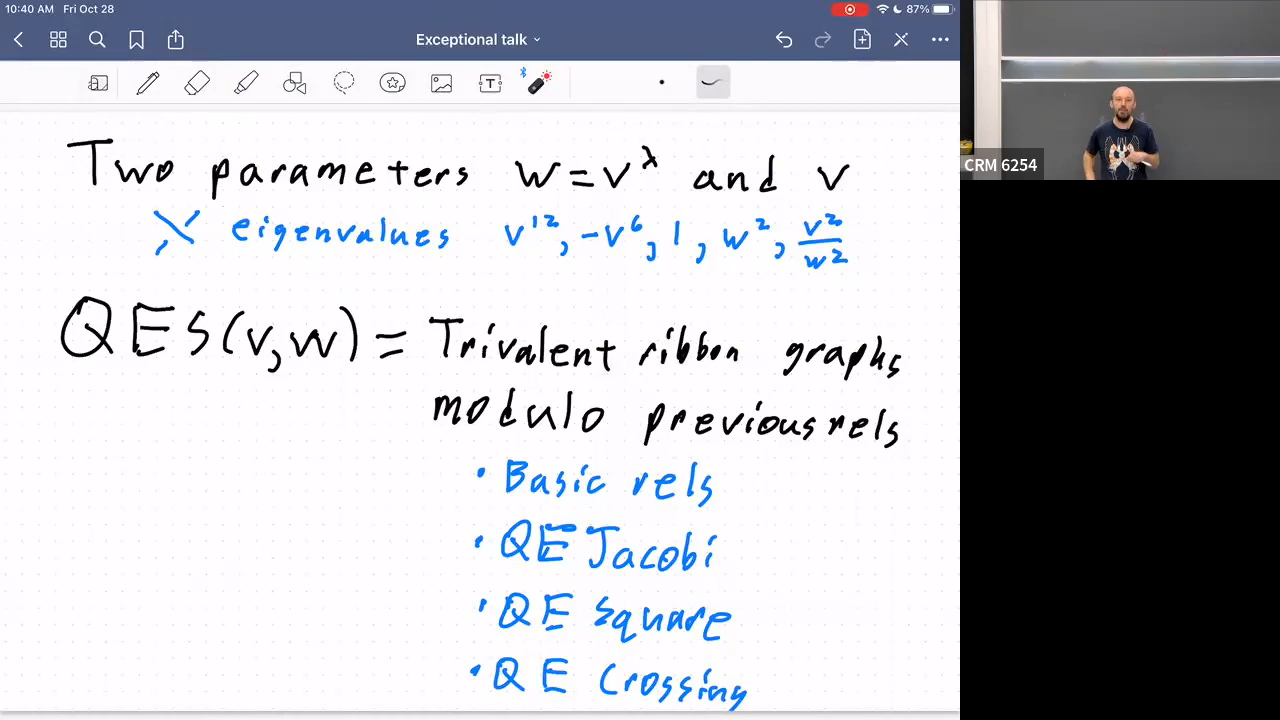 10:40 AM Fri Oct 28
87%
Exceptional talk
Two parameters w=v^λ and v
eigenvalues v^12, -v^6, 1, w^2, v^2/w^2
QES(v,w) = Trivalent ribbon graphs
modulo previous rels
• Basic rels
• QE Jacobi
• QE Square
• QE Crossing
CRM 6254